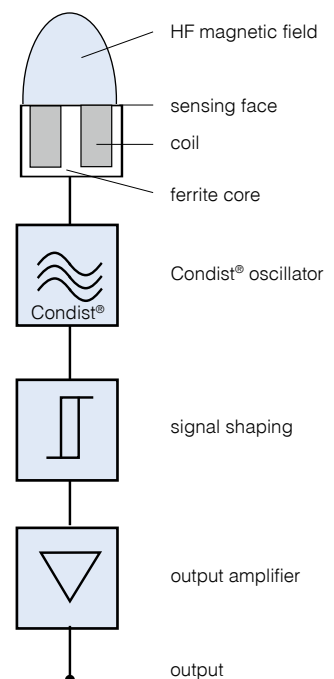 HF magnetic field
sensing face
coil
ferrite core
Condist® oscillator
Condist®
signal shaping
output amplifier
output